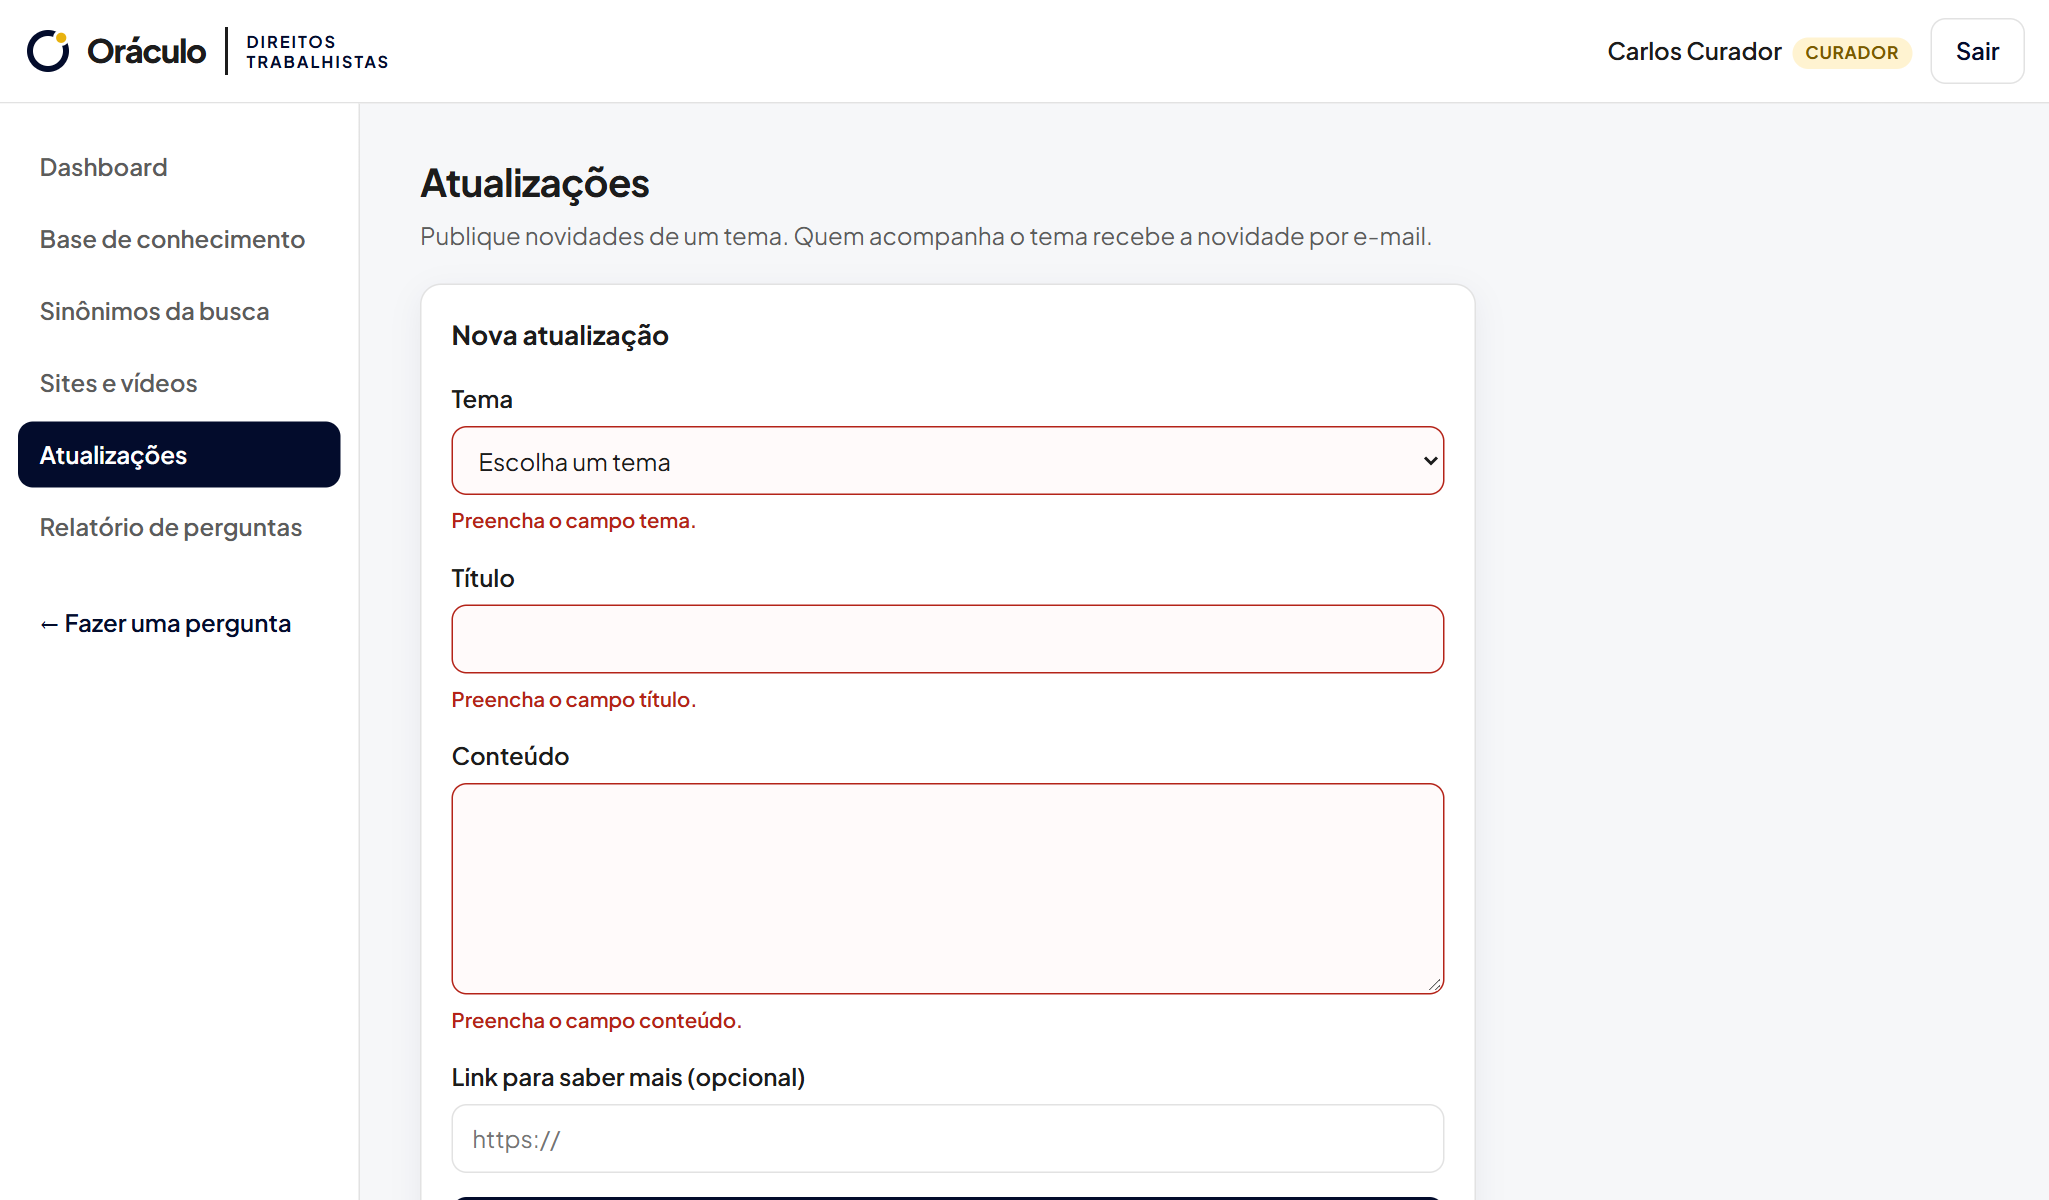 Oráculo
DIREITOS
TRABALHISTAS
Carlos Curador
CURADOR
Sair
Dashboard
Base de conhecimento
Sinônimos da busca
Sites e vídeos
Atualizações
Relatório de perguntas
← Fazer uma pergunta
Atualizações
Publique novidades de um tema. Quem acompanha o tema recebe a novidade por e-mail.
Nova atualização
Tema
Escolha um tema
Preencha o campo tema.
Título
Preencha o campo título.
Conteúdo
Preencha o campo conteúdo.
Link para saber mais (opcional)
https://